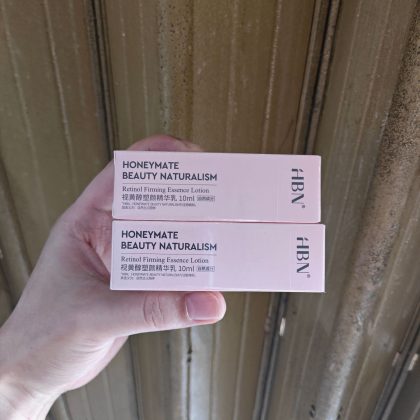 HONEYMATE
BEAUTY NATURALISM
Retinol Firming Essence Lotion
视黄醇塑颜精华乳 10ml
HBN®
HONEYMATE
BEAUTY NATURALISM
Retinol Firming Essence Lotion
视黄醇塑颜精华乳 10ml
HBN®